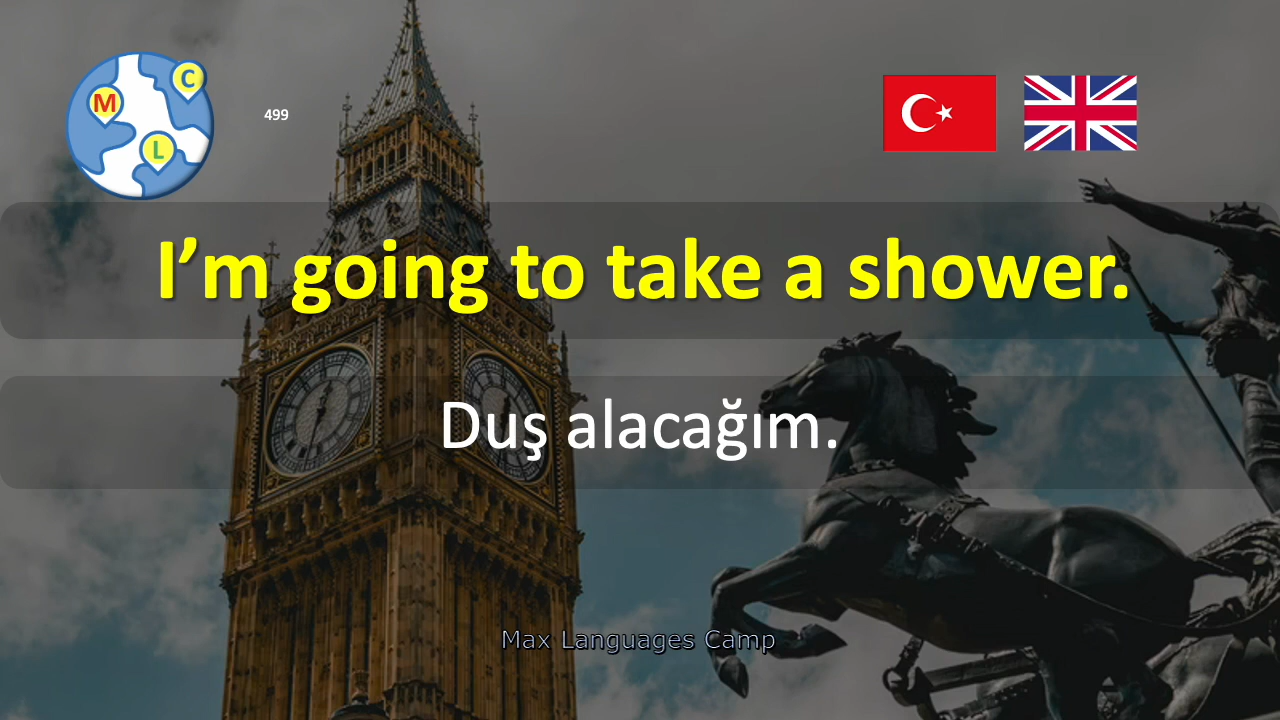 M
C
L
499
I’m going to take a shower.
Duş alacağım.
Max Languages Camp